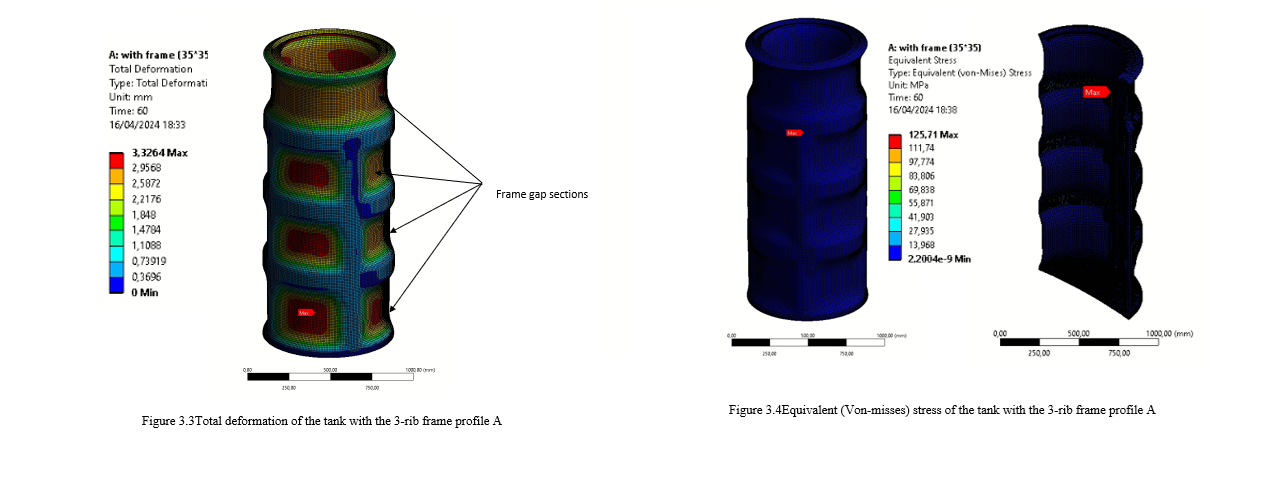 A: with frame (35*35
Total Deformation
Type: Total Deformati
Unit: mm
Time: 60
16/04/2024 18:33
3,3264 Max
2,9568
2,5872
2,2176
1,848
1,4784
1,1088
0,73919
0,3696
0 Min
Max
Frame gap sections
0,00
500,00
1000,00 (mm)
250,00
750,00
Figure 3.3Total deformation of the tank with the 3-rib frame profile A
A: with frame (35*35)
Equivalent Stress
Type: Equivalent (von-Mises) Stress
Unit: MPa
Time: 60
16/04/2024 18:38
125,71 Max
111,74
97,774
83,806
69,838
55,871
41,903
27,935
13,968
2,2004e-9 Min
Max
Max
0,00
500,00
1000,00 (mm)
250,00
750,00
0,00
500,00
1000,00 (mm)
250,00
750,00
Figure 3.4Equivalent (Von-misses) stress of the tank with the 3-rib frame profile A